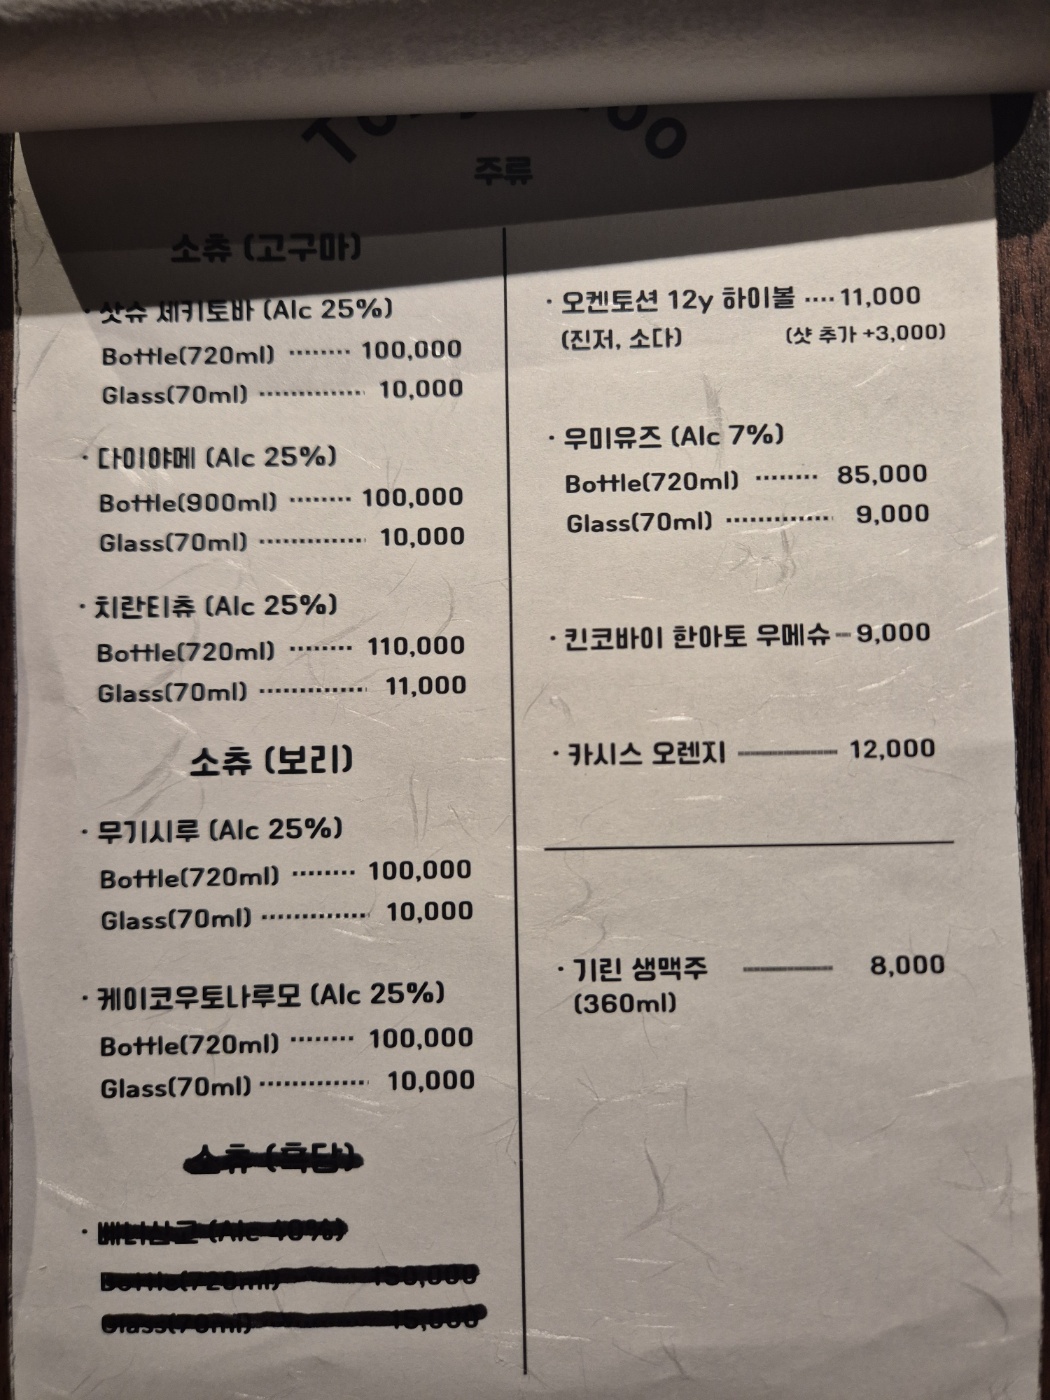 주류
소츄 (고구마)
· 삿슈 세키토바 (Alc 25%)
Bottle(720ml) ········ 100,000
Glass(70ml) ·············· 10,000
· 다이야메 (Alc 25%)
Bottle(900ml) ········ 100,000
Glass(70ml) ·············· 10,000
· 치란티츄 (Alc 25%)
Bottle(720ml) ········ 110,000
Glass(70ml) ·············· 11,000
소츄 (보리)
· 무기시루 (Alc 25%)
Bottle(720ml) ········ 100,000
Glass(70ml) ·············· 10,000
· 케이코우토나루모 (Alc 25%)
Bottle(720ml) ········ 100,000
Glass(70ml) ·············· 10,000
· 오켄토션 12y 하이볼 ···· 11,000
(진저, 소다) (샷 추가 +3,000)
· 우미유즈 (Alc 7%)
Bottle(720ml) ········ 85,000
Glass(70ml) ·············· 9,000
· 킨코바이 한아토 우메슈 9,000
· 카시스 오렌지 12,000
· 기린 생맥주 8,000
(360ml)